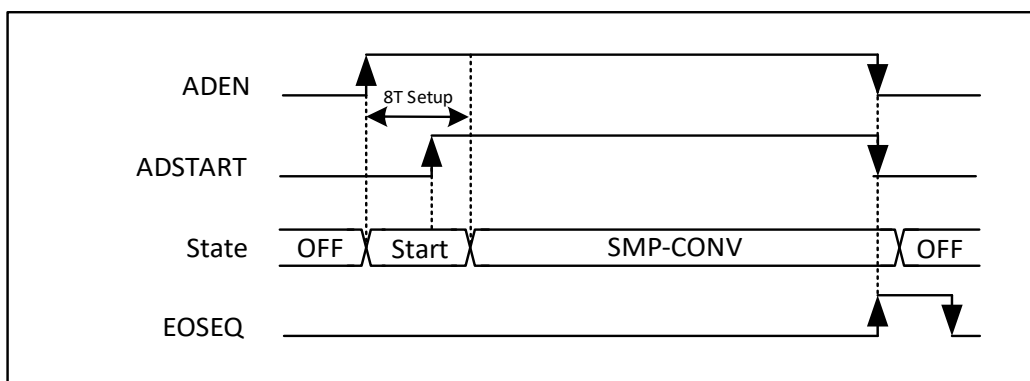 ADEN
8T Setup
ADSTART
State OFF Start SMP-CONV OFF
EOSEQ